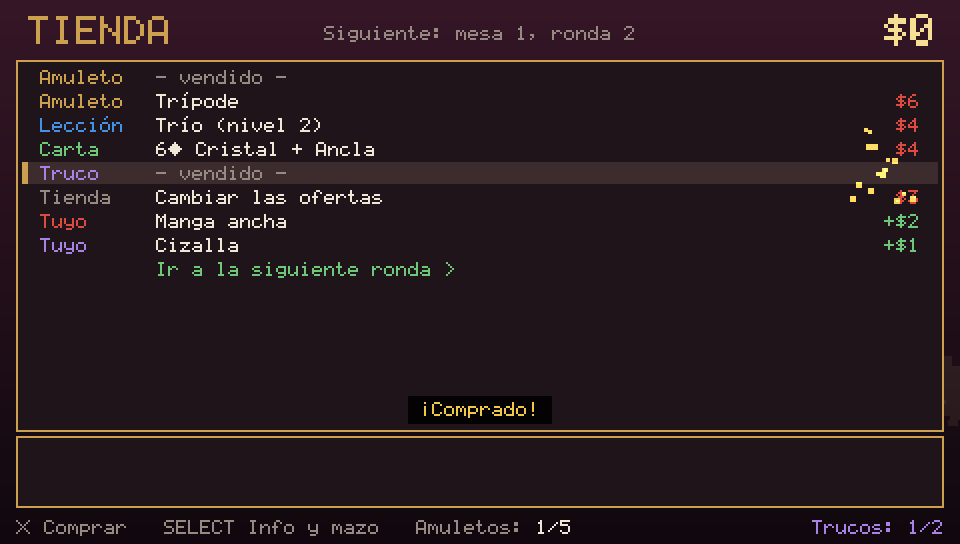 TIENDA Siguiente: mesa 1, ronda 2 $0
Amuleto - vendido -
Amuleto Trípode $6
Lección Trío (nivel 2) $4
Carta 6◆ Cristal + Ancla $4
Truco - vendido -
Tienda Cambiar las ofertas $3
Tuyo Manga ancha +$2
Tuyo Cizalla +$1
Ir a la siguiente ronda >
¡Comprado!
X Comprar SELECT Info y mazo Amuletos: 1/5 Trucos: 1/2